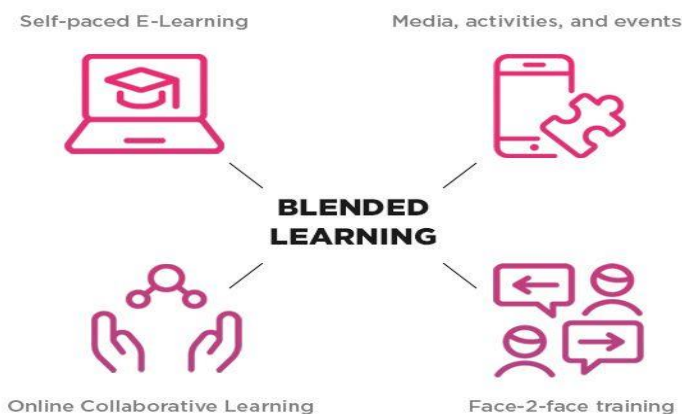 Self-paced E-Learning
Media, activities, and events
BLENDED
LEARNING
Online Collaborative Learning
Face-2-face training